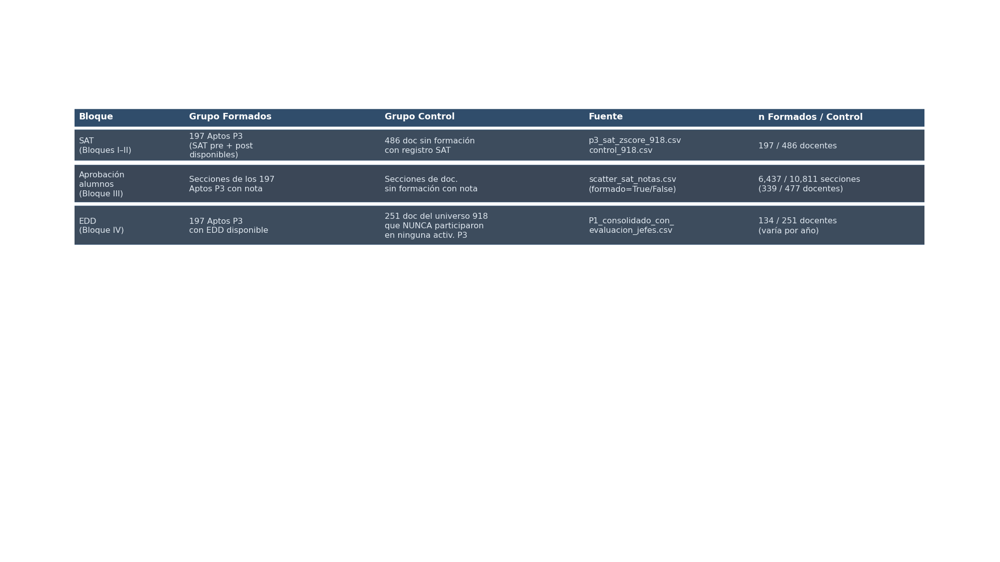 Bloque
Grupo Formados
Grupo Control
Fuente
n Formados / Control
SAT
(Bloques I–II)
197 Aptos P3
(SAT pre + post
disponibles)
486 doc sin formación
con registro SAT
p3_sat_zscore_918.csv
control_918.csv
197 / 486 docentes
Aprobación
alumnos
(Bloque III)
Secciones de los 197
Aptos P3 con nota
Secciones de doc.
sin formación con nota
scatter_sat_notas.csv
(formado=True/False)
6,437 / 10,811 secciones
(339 / 477 docentes)
EDD
(Bloque IV)
197 Aptos P3
con EDD disponible
251 doc del universo 918
que NUNCA participaron
en ninguna activ. P3
P1_consolidado_con_
evaluacion_jefes.csv
134 / 251 docentes
(varía por año)